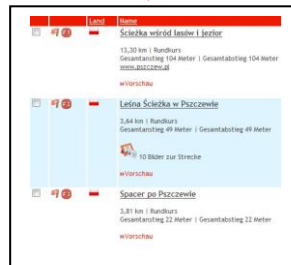 Land Name
Ścieżka wśród lasów i jezior
13,30 km | Rundkurs
Gesamtanstieg 104 Meter | Gesamtabstieg 104 Meter
www.pszczew.pl
Vorschau
Leśna Ścieżka w Pszczewie
3,64 km | Rundkurs
Gesamtanstieg 49 Meter | Gesamtabstieg 49 Meter
10 Bilder zur Strecke
Vorschau
Spacer po Pszczewie
3,81 km | Rundkurs
Gesamtanstieg 22 Meter | Gesamtabstieg 22 Meter
Vorschau